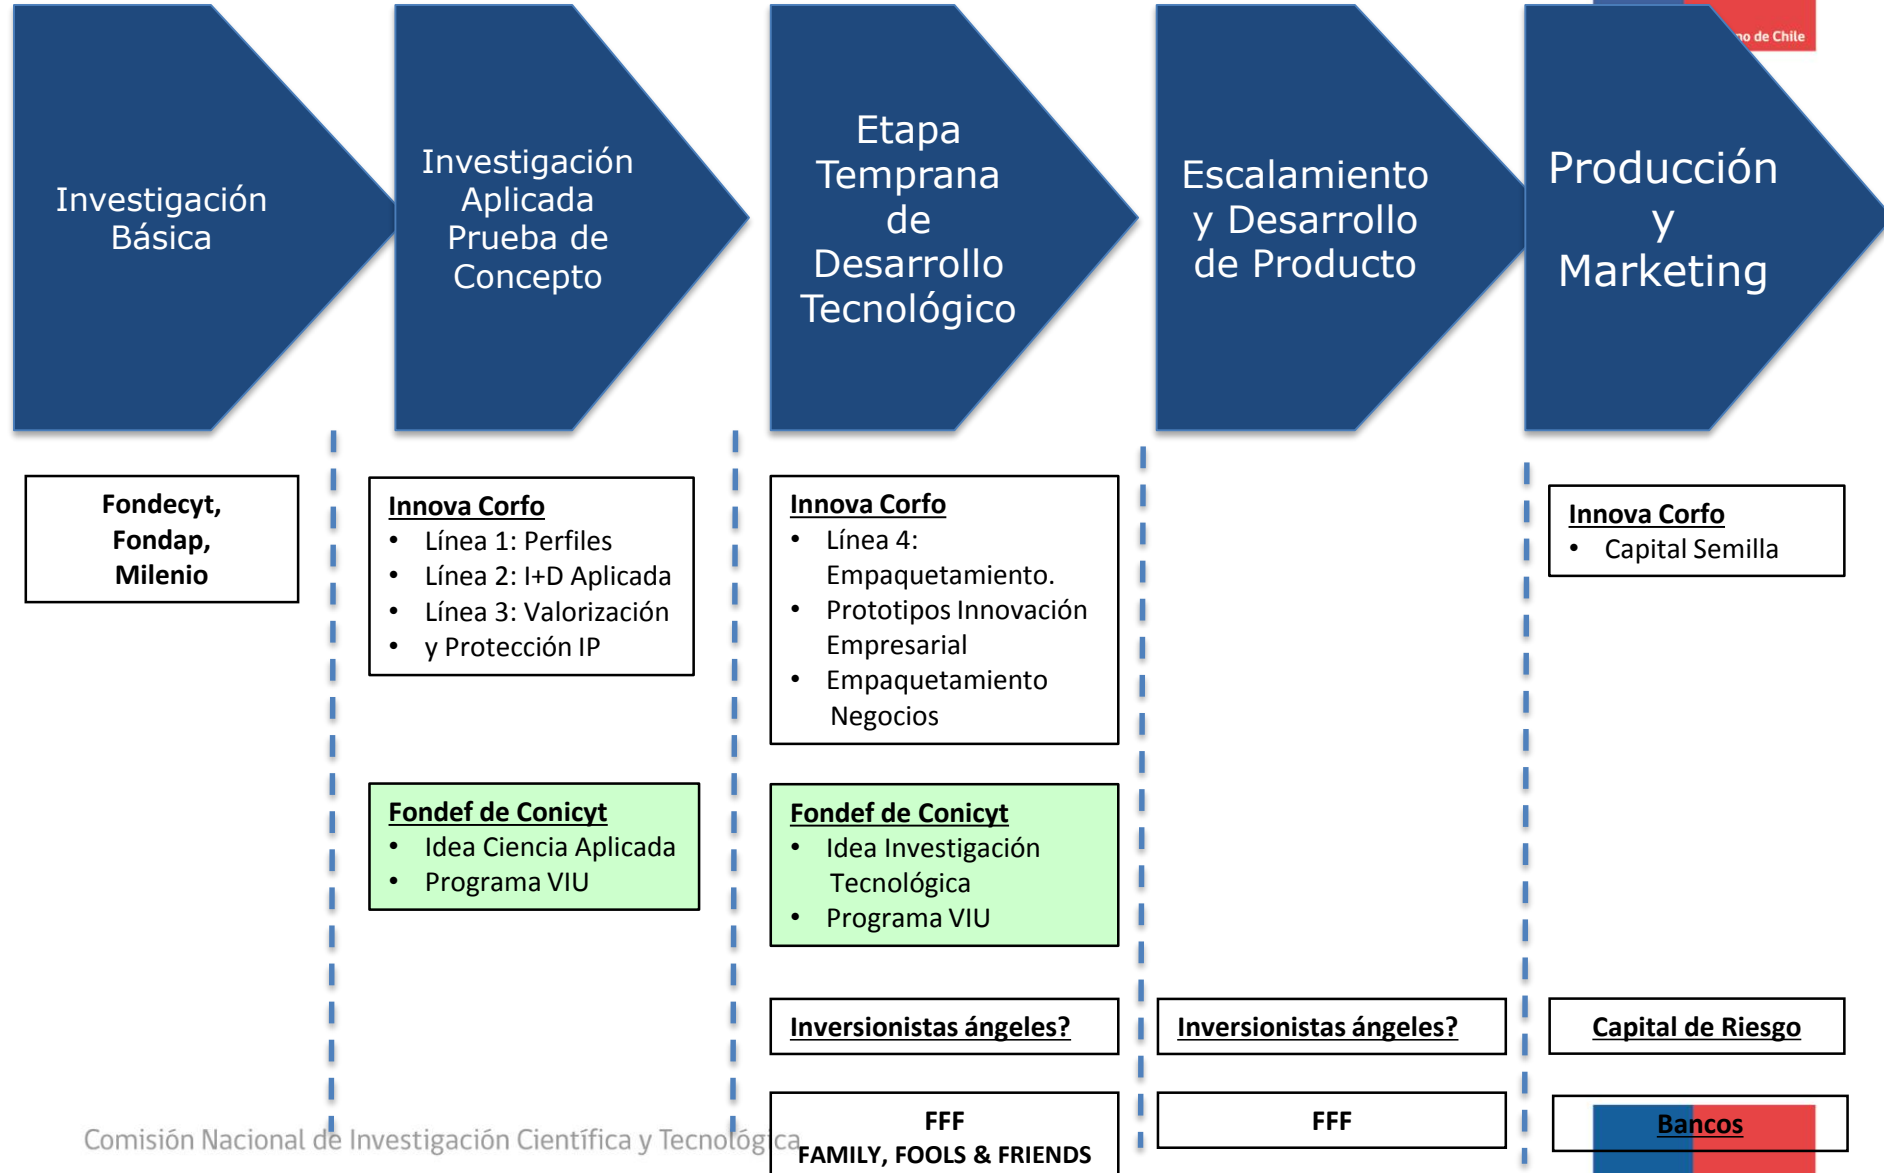 no de Chile
Investigación
Básica
Investigación
Aplicada
Prueba de
Concepto
Etapa
Temprana
de
Desarrollo
Tecnológico
Escalamiento
y Desarrollo
de Producto
Producción
y
Marketing
Fondecyt,
Fondap,
Milenio
Innova Corfo
• Línea 1: Perfiles
• Línea 2: I+D Aplicada
• Línea 3: Valorización
• y Protección IP
Innova Corfo
• Línea 4:
Empaquetamiento.
• Prototipos Innovación
Empresarial
• Empaquetamiento
Negocios
Innova Corfo
• Capital Semilla
Fondef de Conicyt
• Idea Ciencia Aplicada
• Programa VIU
Fondef de Conicyt
• Idea Investigación
Tecnológica
• Programa VIU
Inversionistas ángeles?
Inversionistas ángeles?
Capital de Riesgo
FFF
FAMILY, FOOLS & FRIENDS
FFF
Bancos
Comisión Nacional de Investigación Científica y Tecnológica